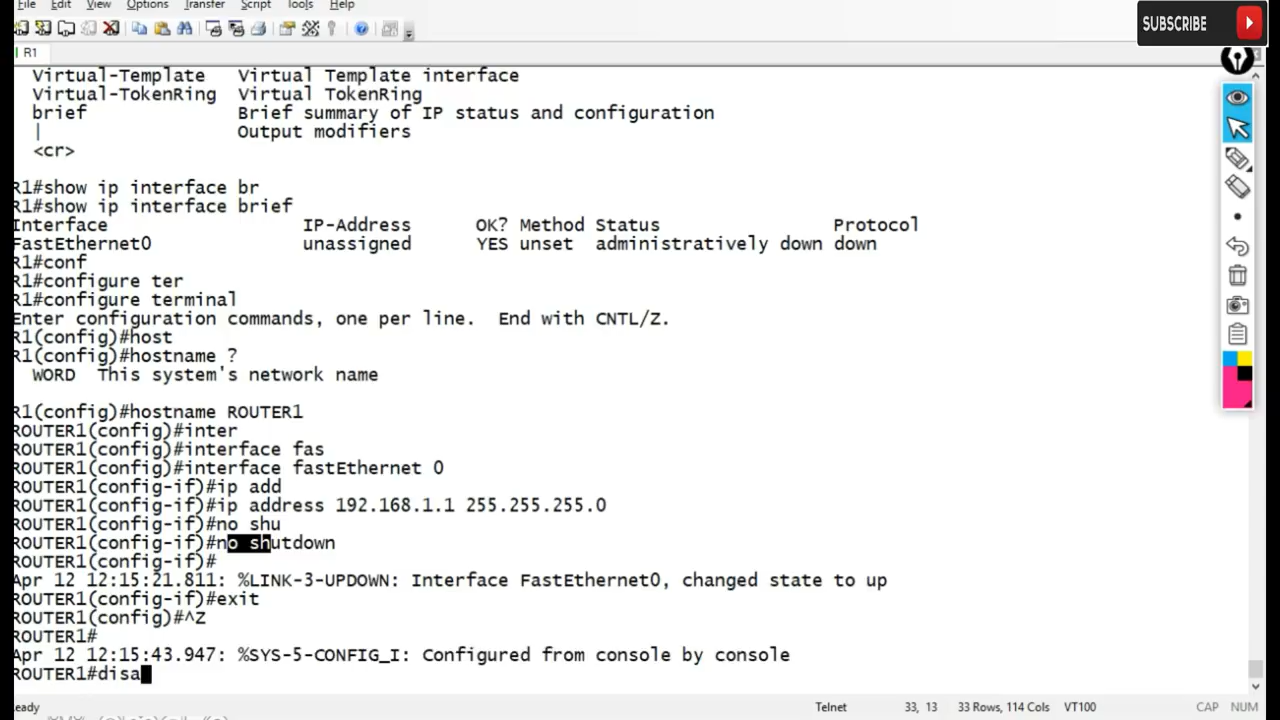 File Edit View Options Transfer Script Tools Help
SUBSCRIBE
R1
Virtual-Template Virtual Template interface
Virtual-TokenRing Virtual TokenRing
brief Brief summary of IP status and configuration
| Output modifiers
<cr>
R1#show ip interface br
R1#show ip interface brief
Interface IP-Address OK? Method Status Protocol
FastEthernet0 unassigned YES unset administratively down down
R1#conf
R1#configure ter
R1#configure terminal
Enter configuration commands, one per line. End with CNTL/Z.
R1(config)#host
R1(config)#hostname ?
WORD This system's network name
R1(config)#hostname ROUTER1
ROUTER1(config)#inter
ROUTER1(config)#interface fas
ROUTER1(config)#interface fastEthernet 0
ROUTER1(config-if)#ip add
ROUTER1(config-if)#ip address 192.168.1.1 255.255.255.0
ROUTER1(config-if)#no shu
ROUTER1(config-if)#no shutdown
ROUTER1(config-if)#
Apr 12 12:15:21.811: %LINK-3-UPDOWN: Interface FastEthernet0, changed state to up
ROUTER1(config-if)#exit
ROUTER1(config)#^Z
ROUTER1#
Apr 12 12:15:43.947: %SYS-5-CONFIG_I: Configured from console by console
ROUTER1#disa
eady Telnet 33, 13 33 Rows, 114 Cols VT100 CAP NUM